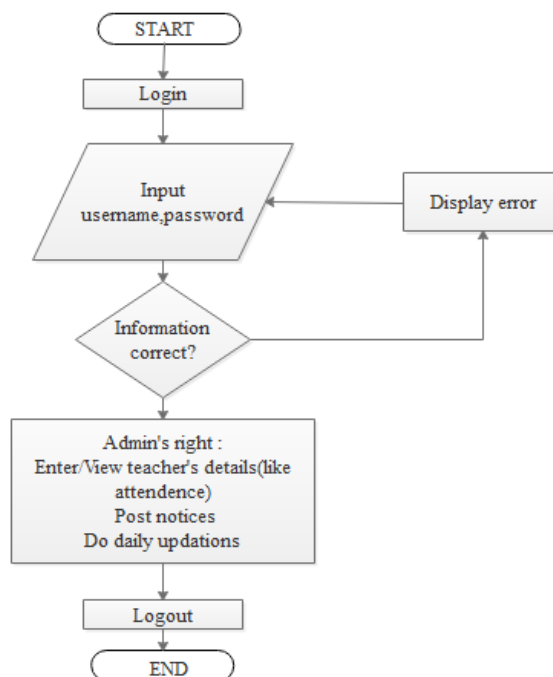 START
Login
Input
username,password
Display error
Information
correct?
Admin's right :
Enter/View teacher's details(like
attendence)
Post notices
Do daily updations
Logout
END